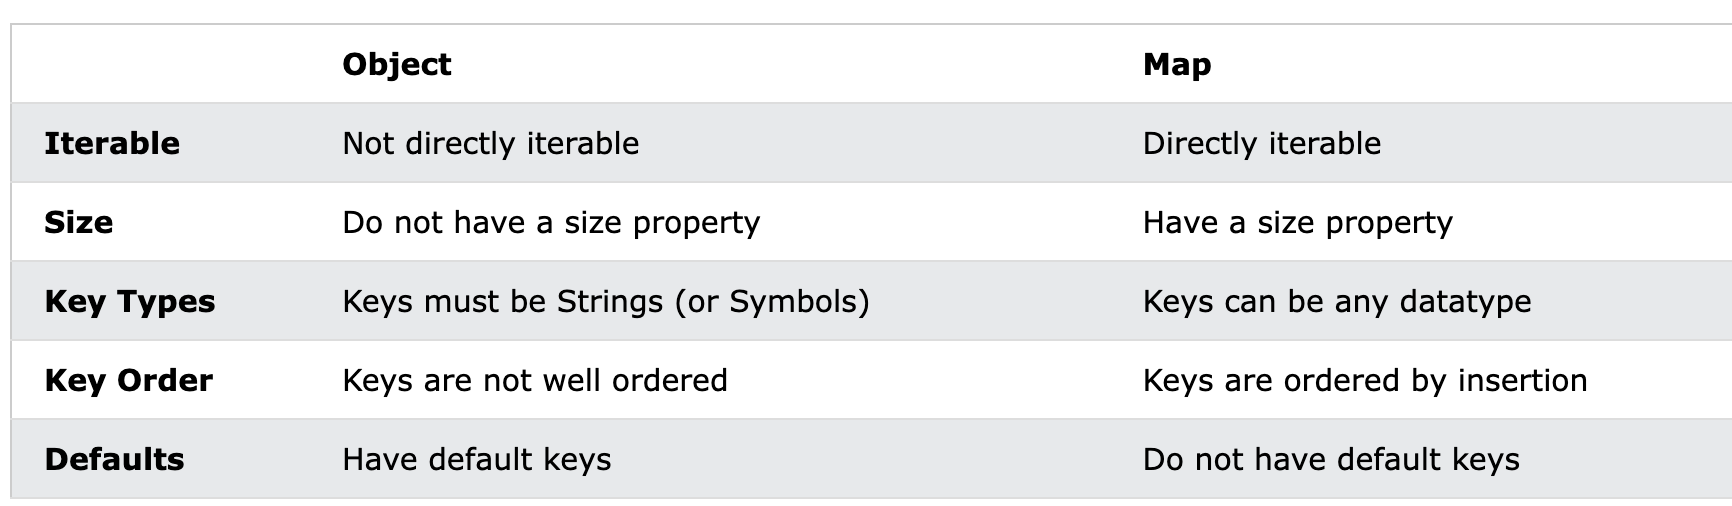 Object Map
Iterable Not directly iterable Directly iterable
Size Do not have a size property Have a size property
Key Types Keys must be Strings (or Symbols) Keys can be any datatype
Key Order Keys are not well ordered Keys are ordered by insertion
Defaults Have default keys Do not have default keys